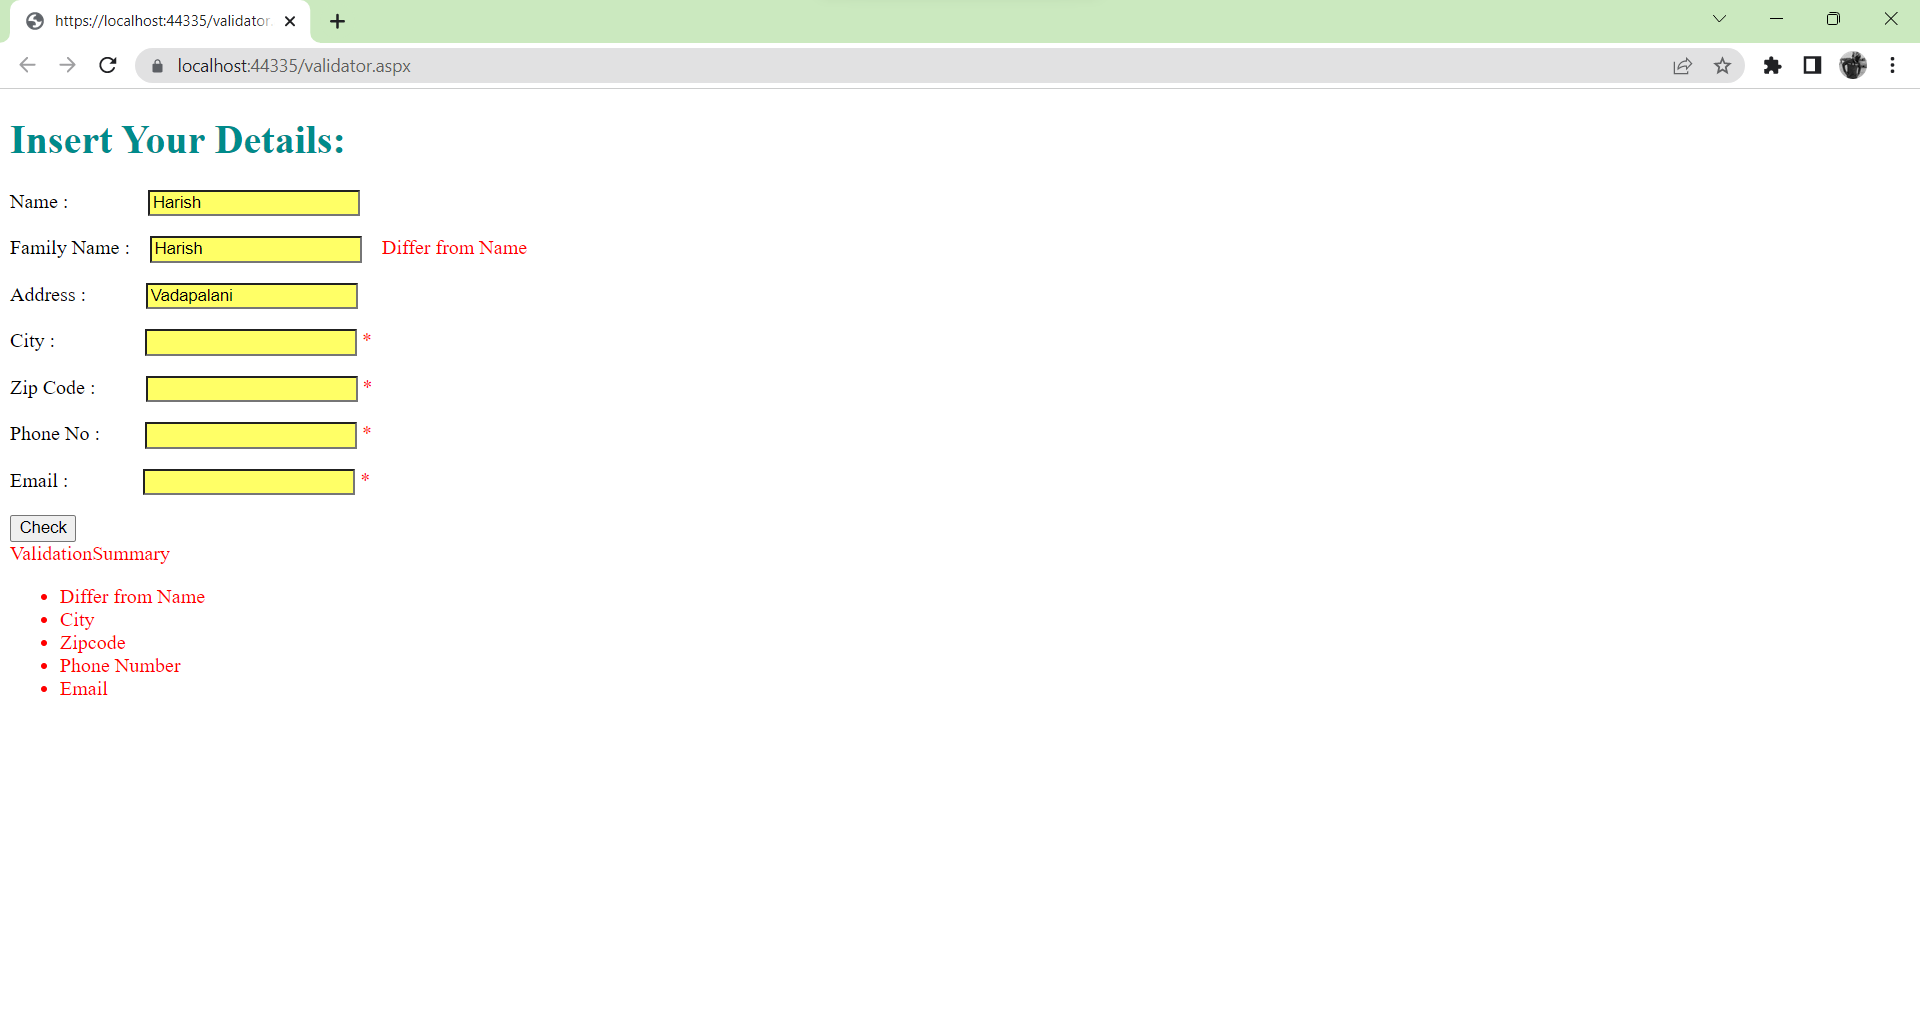 https://localhost:44335/validator.
localhost:44335/validator.aspx
Insert Your Details:
Name : Harish
Family Name : Harish Differ from Name
Address : Vadapalani
City : *
Zip Code : *
Phone No : *
Email : *
Check
ValidationSummary
• Differ from Name
• City
• Zipcode
• Phone Number
• Email